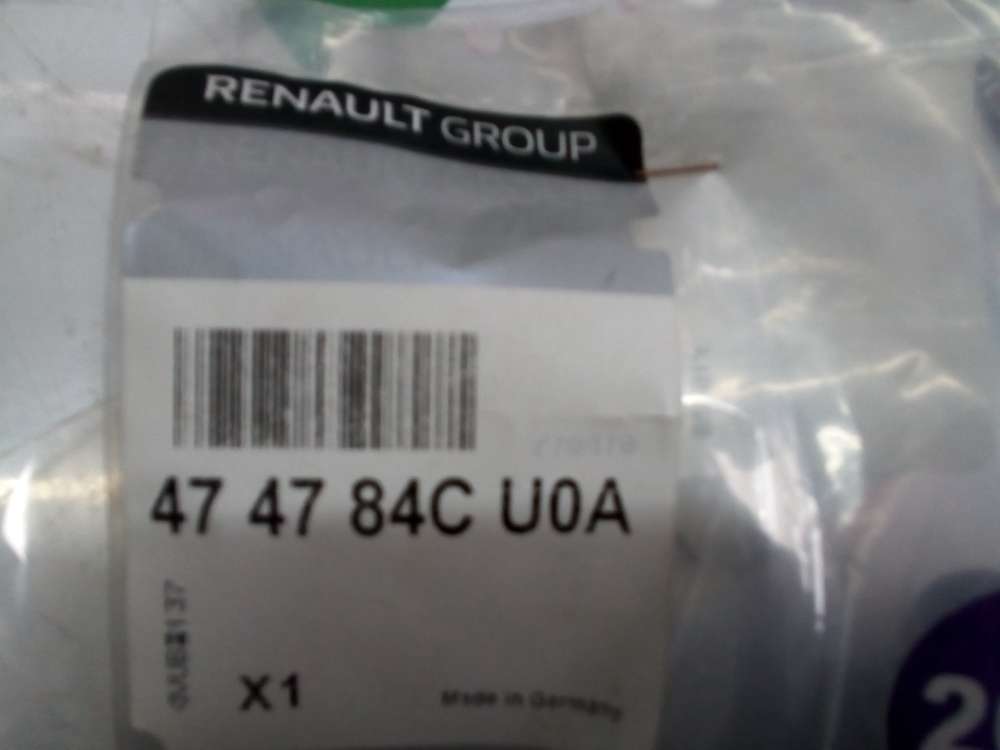 RENAULT GROUP
47 47 84C U0A
X1
Made in Germany